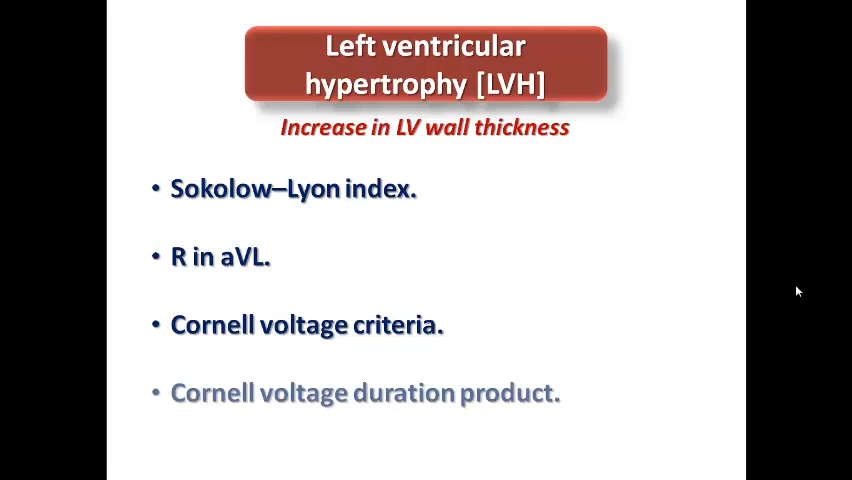 Left ventricular
hypertrophy [LVH]
Increase in LV wall thickness
• Sokolow–Lyon index.
• R in aVL.
• Cornell voltage criteria.
• Cornell voltage duration product.